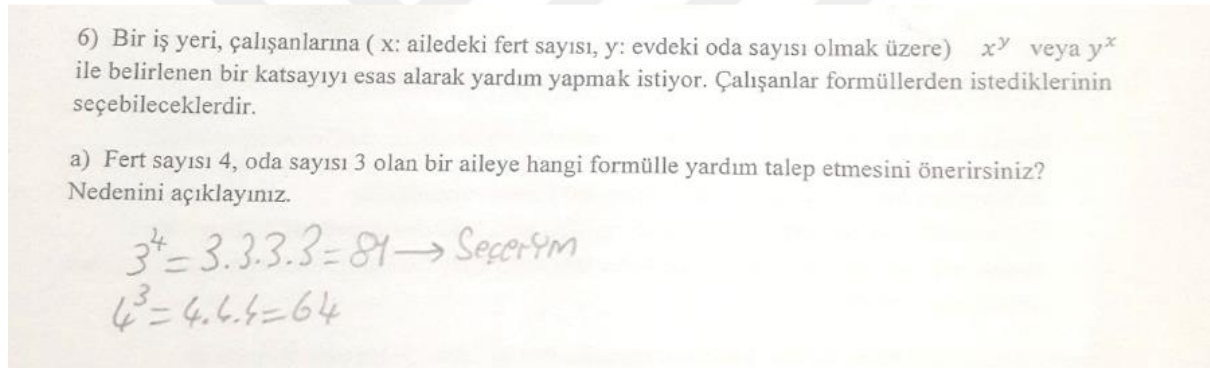 6) Bir iş yeri, çalışanlarına ( x: ailedeki fert sayısı, y: evdeki oda sayısı olmak üzere) x^y veya y^x
ile belirlenen bir katsayıyı esas alarak yardım yapmak istiyor. Çalışanlar formüllerden istediklerinin
seçebileceklerdir.
a) Fert sayısı 4, oda sayısı 3 olan bir aileye hangi formülle yardım talep etmesini önerirsiniz?
Nedenini açıklayınız.
3^4 = 3.3.3.3 = 81 → Seçerim
4^3 = 4.4.4 = 64